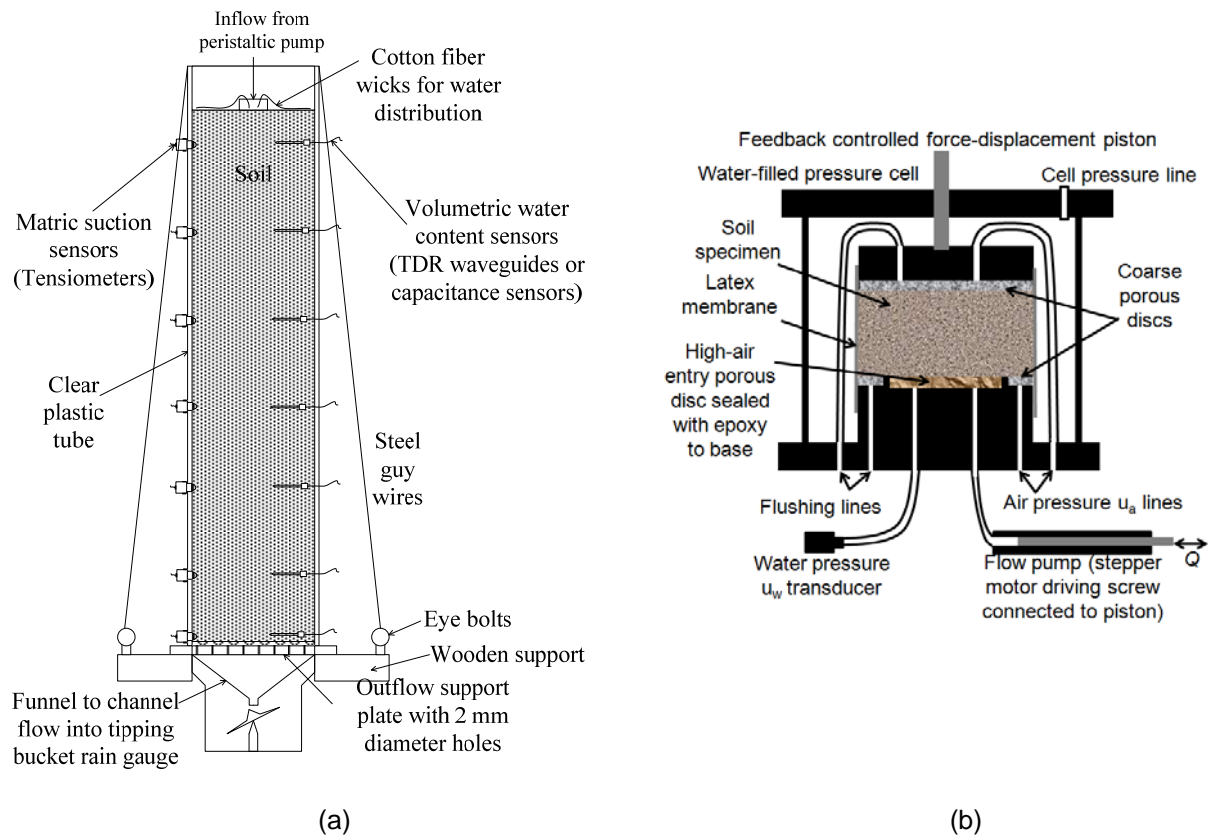 Inflow from
peristaltic pump
Cotton fiber
wicks for water
distribution
Soil
Matric suction
sensors
(Tensiometers)
Volumetric water
content sensors
(TDR waveguides or
capacitance sensors)
Clear
plastic
tube
Steel
guy
wires
Eye bolts
Wooden support
Funnel to channel
flow into tipping
bucket rain gauge
Outflow support
plate with 2 mm
diameter holes
(a)
Feedback controlled force-displacement piston
Water-filled pressure cell
Cell pressure line
Soil
specimen
Latex
membrane
Coarse
porous
discs
High-air
entry porous
disc sealed
with epoxy
to base
Flushing lines
Air pressure uₐ lines
Water pressure
u_w transducer
Q
Flow pump (stepper
motor driving screw
connected to piston)
(b)